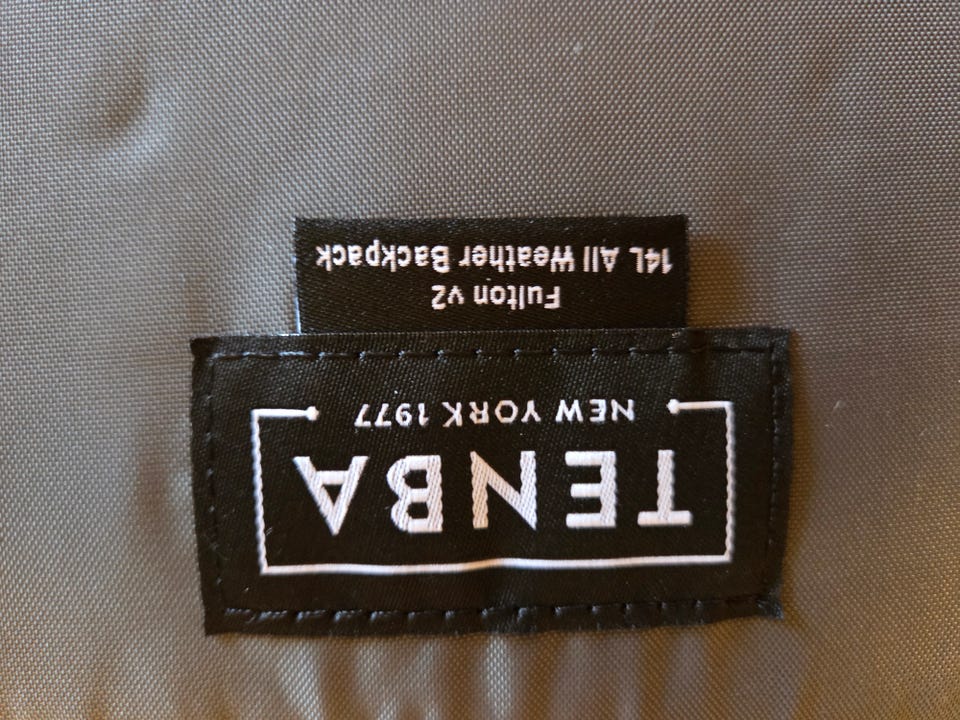 TENBA
NEW YORK 1977
Fulton v2
14L All Weather Backpack